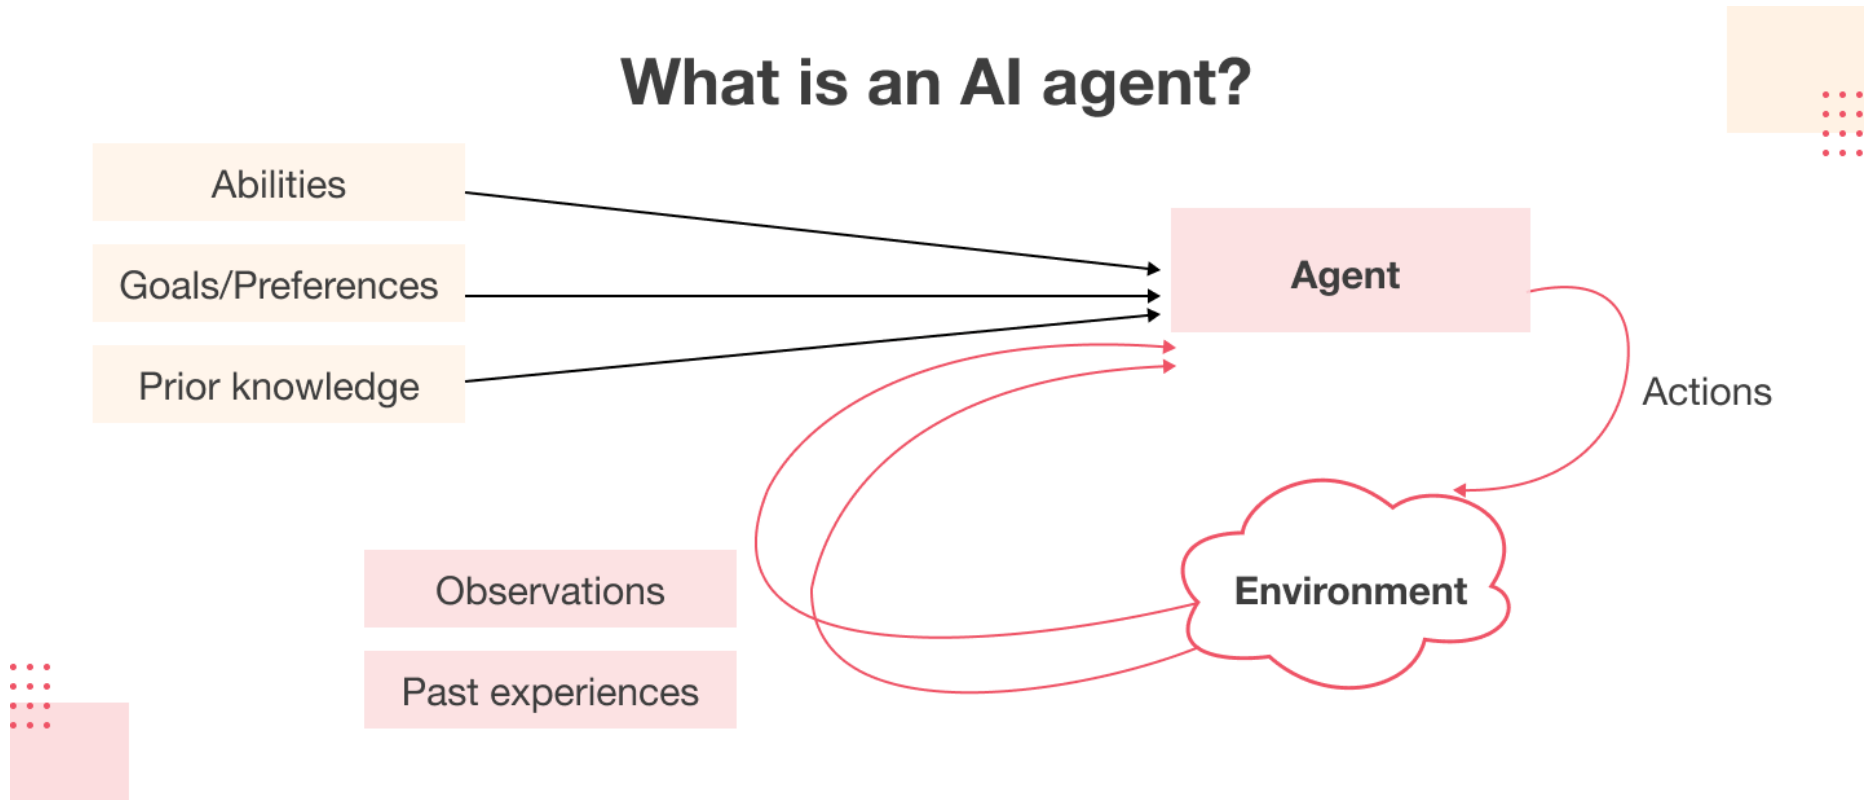 What is an AI agent?
Abilities
Goals/Preferences
Prior knowledge
Agent
Actions
Observations
Past experiences
Environment